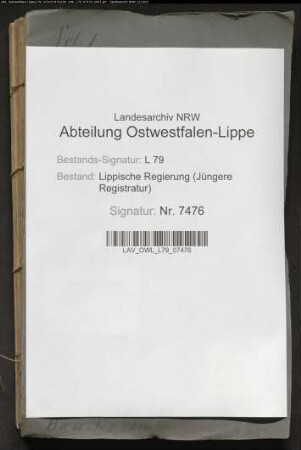 Landesarchiv NRW
Abteilung Ostwestfalen-Lippe
Bestands-Signatur: L 79
Bestand: Lippische Regierung (Jüngere
Registratur)
Signatur: Nr. 7476
LAV_OWL_L79_07476